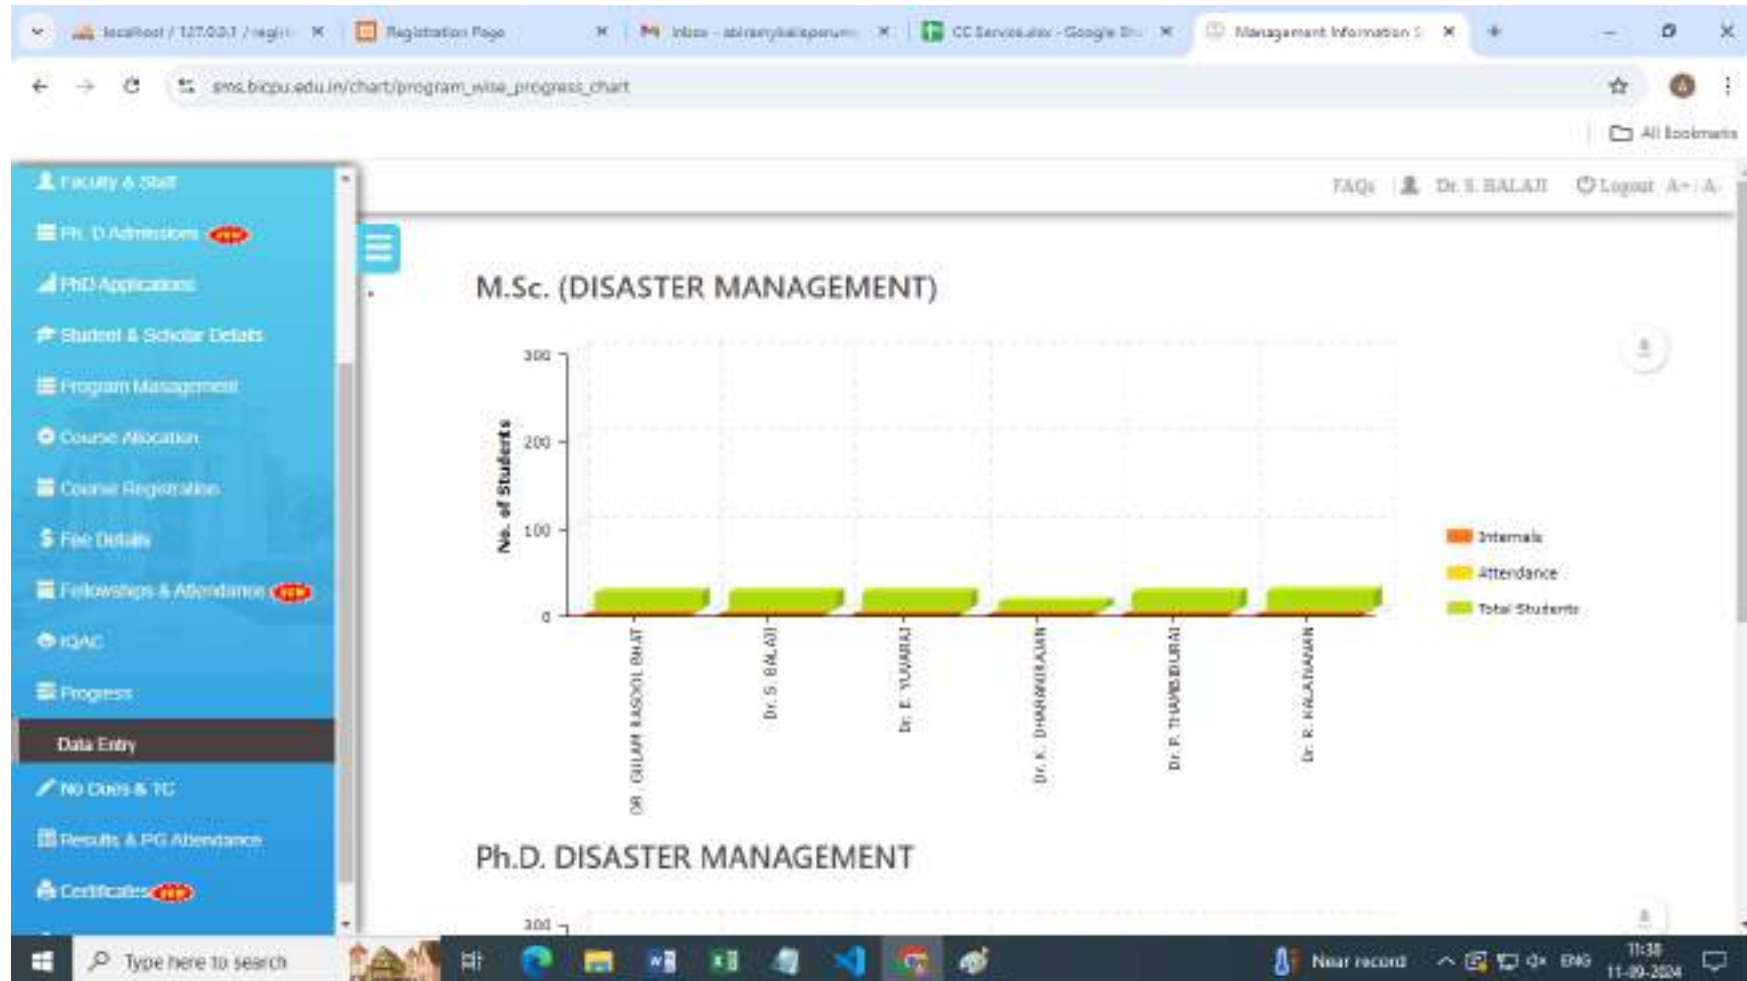 localhost / 127.0.0.1 /
Registration Page
CC Service.xlsx - Google
Management Information S
sms.bicpu.edu.in/chart/program_wise_progress_chart
All Bookmarks
FAQs Dr. S. BALAJI Logout A+ A-
Faculty & Staff
Ph. D Admissions
PhD Applications
Student & Scholar Details
Program Management
Course Allocation
Course Registration
Fee Details
Fellowships & Attendance
IQAC
Progress
Data Entry
No Dues & TC
Results & PG Attendance
Certificates
M.Sc. (DISASTER MANAGEMENT)
300
200
100
0
No. of Students
DR . GULAM RASOOL BHAT
Dr. S. BALAJI
Dr. E. YUVARAJ
Dr. K. DHARANIRAJAN
Dr. P. THAMBIDURAI
Dr. R. KALAIVANAN
Internals
Attendance
Total Students
Ph.D. DISASTER MANAGEMENT
300
Type here to search
Near record
ENG
11:38
11-09-2024